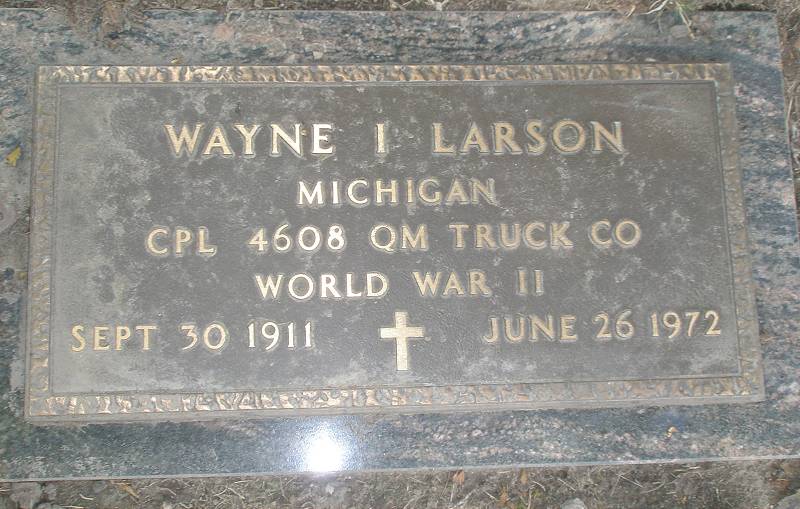 WAYNE I LARSON
MICHIGAN
CPL 4608 QM TRUCK CO
WORLD WAR II
SEPT 30 1911 JUNE 26 1972